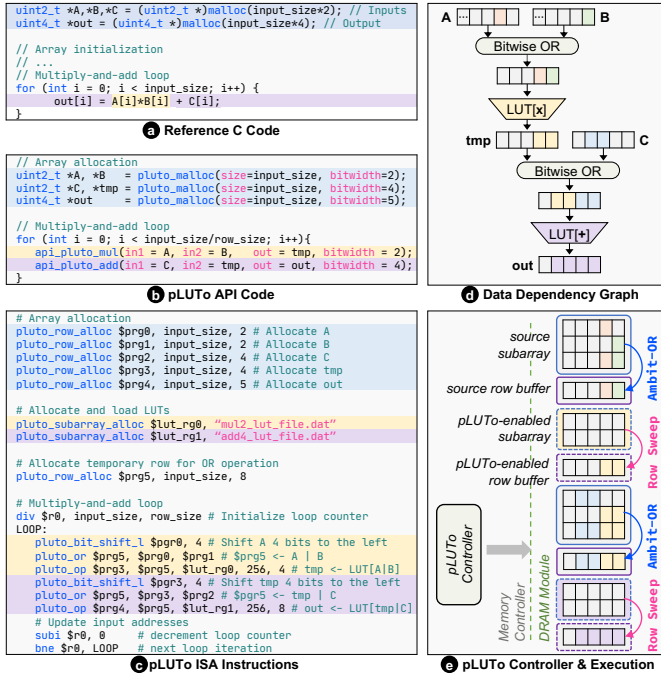 uint2_t *A,*B,*C = (uint2_t *)malloc(input_size*2); // Inputs
uint4_t *out = (uint4_t *)malloc(input_size*4); // Output
// Array initialization
// ...
// Multiply-and-add loop
for (int i = 0; i < input_size; i++) {
out[i] = A[i]*B[i] + C[i];
}
a Reference C Code
// Array allocation
uint2_t *A, *B = pluto_malloc(size=input_size, bitwidth=2);
uint2_t *C, *tmp = pluto_malloc(size=input_size, bitwidth=4);
uint4_t *out = pluto_malloc(size=input_size, bitwidth=5);
// Multiply-and-add loop
for (int i = 0; i < input_size/row_size; i++){
api_pluto_mul(in1 = A, in2 = B, out = tmp, bitwidth = 2);
api_pluto_add(in1 = C, in2 = tmp, out = out, bitwidth = 4);
}
b pLUTo API Code
# Array allocation
pluto_row_alloc $prg0, input_size, 2 # Allocate A
pluto_row_alloc $prg1, input_size, 2 # Allocate B
pluto_row_alloc $prg2, input_size, 4 # Allocate C
pluto_row_alloc $prg3, input_size, 4 # Allocate tmp
pluto_row_alloc $prg4, input_size, 5 # Allocate out
# Allocate and load LUTs
pluto_subarray_alloc $lut_rg0, “mul2_lut_file.dat”
pluto_subarray_alloc $lut_rg1, “add4_lut_file.dat”
# Allocate temporary row for OR operation
pluto_row_alloc $prg5, input_size, 8
# Multiply-and-add loop
div $r0, input_size, row_size # Initialize loop counter
LOOP:
pluto_bit_shift_l $pgr0, 4 # Shift A 4 bits to the left
pluto_or $prg5, $prg0, $prg1 # $prg5 <- A | B
pluto_op $prg3, $prg5, $lut_rg0, 256, 4 # tmp <- LUT[A|B]
pluto_bit_shift_l $pgr3, 4 # Shift tmp 4 bits to the left
pluto_or $prg5, $prg3, $prg2 # $pgr5 <- tmp | C
pluto_op $prg4, $prg5, $lut_rg1, 256, 8 # out <- LUT[tmp|C]
# Update input addresses
subi $r0, 0 # decrement loop counter
bne $r0, LOOP # next loop iteration
c pLUTo ISA Instructions
A
...
...
B
Bitwise OR
LUT[x]
tmp
C
Bitwise OR
LUT[+]
out
d Data Dependency Graph
source
subarray
source row buffer
pLUTo-enabled
subarray
pLUTo-enabled
row buffer
Ambit-OR
Row Sweep
Ambit-OR
Row Sweep
pLUTo
Controller
Memory
Controller
DRAM Module
e pLUTo Controller & Execution